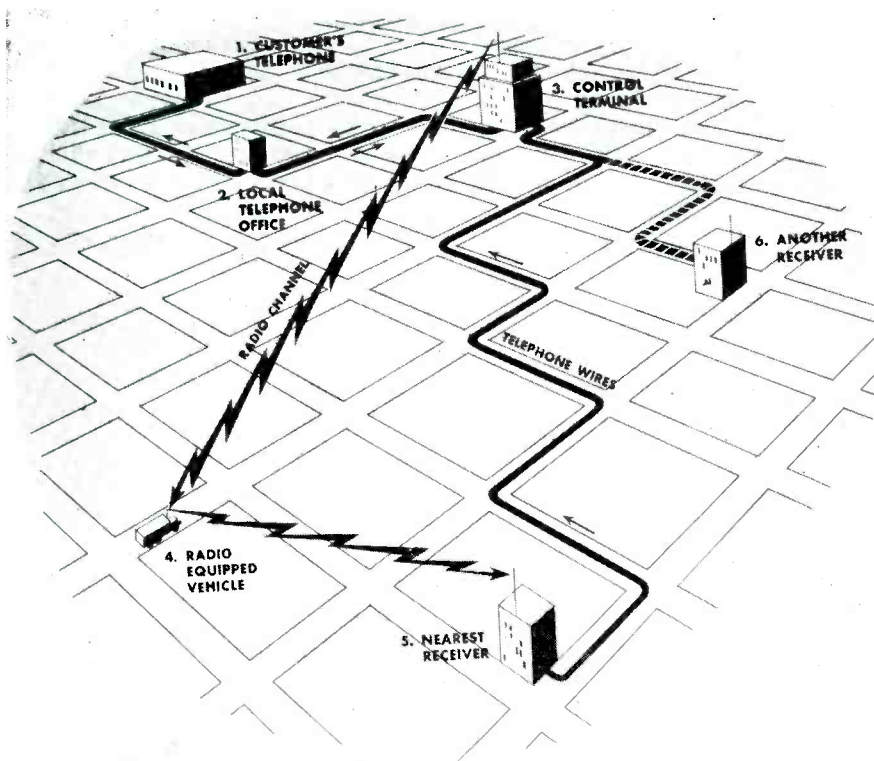 1. CUSTOMER'S
TELEPHONE
2. LOCAL
TELEPHONE
OFFICE
3. CONTROL
TERMINAL
6. ANOTHER
RECEIVER
RADIO CHANNEL
TELEPHONE WIRES
4. RADIO
EQUIPPED
VEHICLE
5. NEAREST
RECEIVER